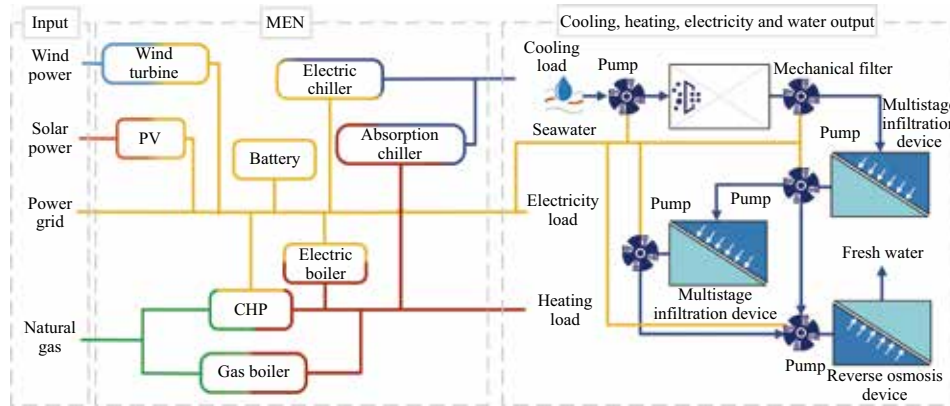 Input
MEN
Cooling, heating, electricity and water output
Wind
power
Wind
turbine
Electric
chiller
Cooling
load
Pump
Mechanical filter
Multistage
infiltration
device
Solar
power
PV
Battery
Absorption
chiller
Seawater
Pump
Power
grid
Electricity
load
Pump
Pump
Fresh water
Electric
boiler
Multistage
infiltration device
Natural
gas
CHP
Heating
load
Gas boiler
Pump
Reverse osmosis
device